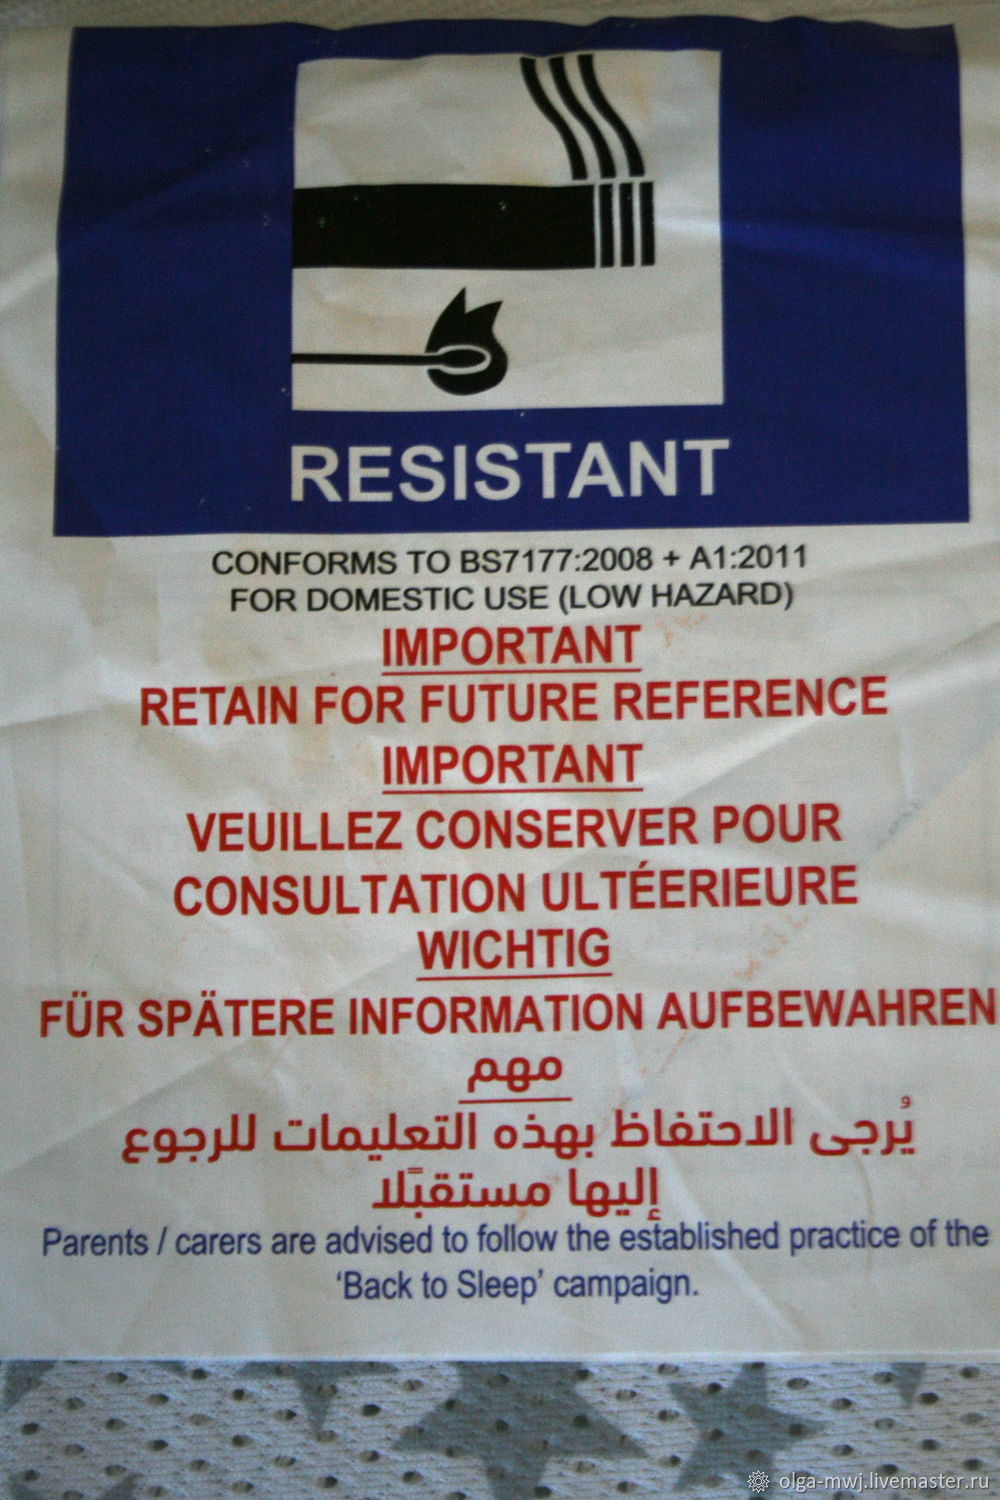 RESISTANT
CONFORMS TO BS7177:2008 + A1:2011
FOR DOMESTIC USE (LOW HAZARD)
IMPORTANT
RETAIN FOR FUTURE REFERENCE
IMPORTANT
VEUILLEZ CONSERVER POUR
CONSULTATION ULTÉERIEURE
WICHTIG
FÜR SPÄTERE INFORMATION AUFBEWAHREN
مهم
يُرجى الاحتفاظ بهذه التعليمات للرجوع
إليها مستقبًلا
Parents / carers are advised to follow the established practice of the
‘Back to Sleep’ campaign.
olga-mwj.livemaster.ru